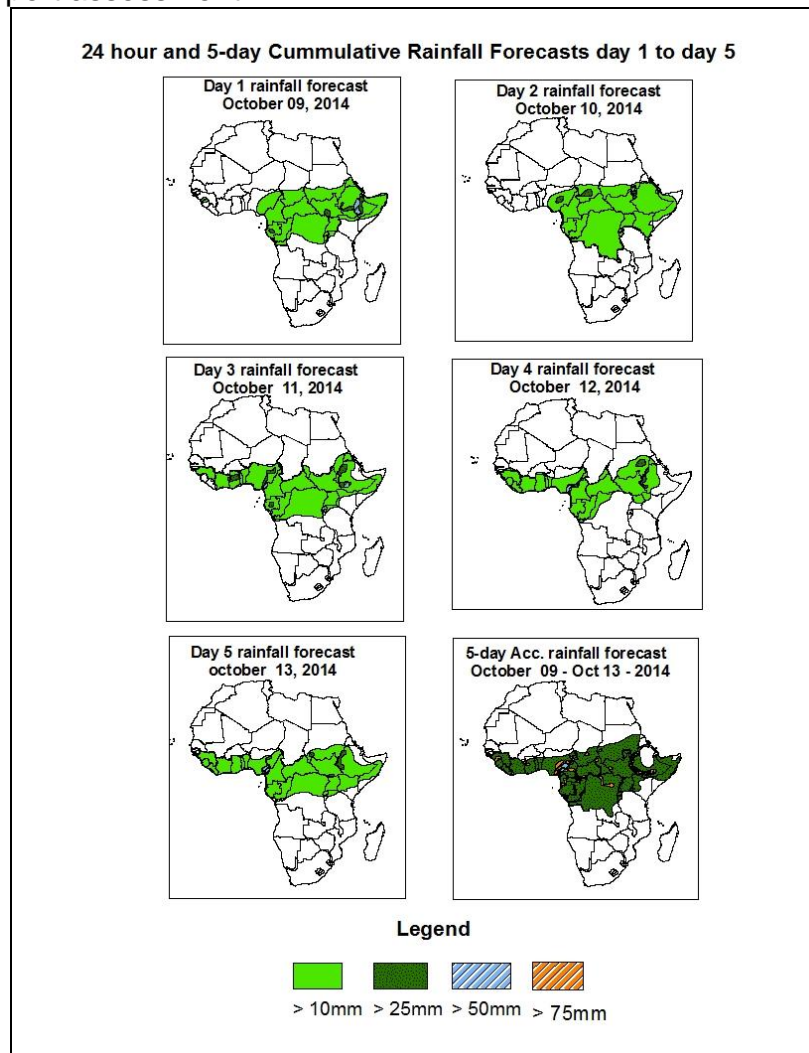 24 hour and 5-day Cummulative Rainfall Forecasts day 1 to day 5
Day 1 rainfall forecast
October 09, 2014
Day 2 rainfall forecast
October 10, 2014
Day 3 rainfall forecast
October 11, 2014
Day 4 rainfall forecast
October 12, 2014
Day 5 rainfall forecast
october 13, 2014
5-day Acc. rainfall forecast
October 09 - Oct 13 - 2014
Legend
> 10mm > 25mm > 50mm > 75mm